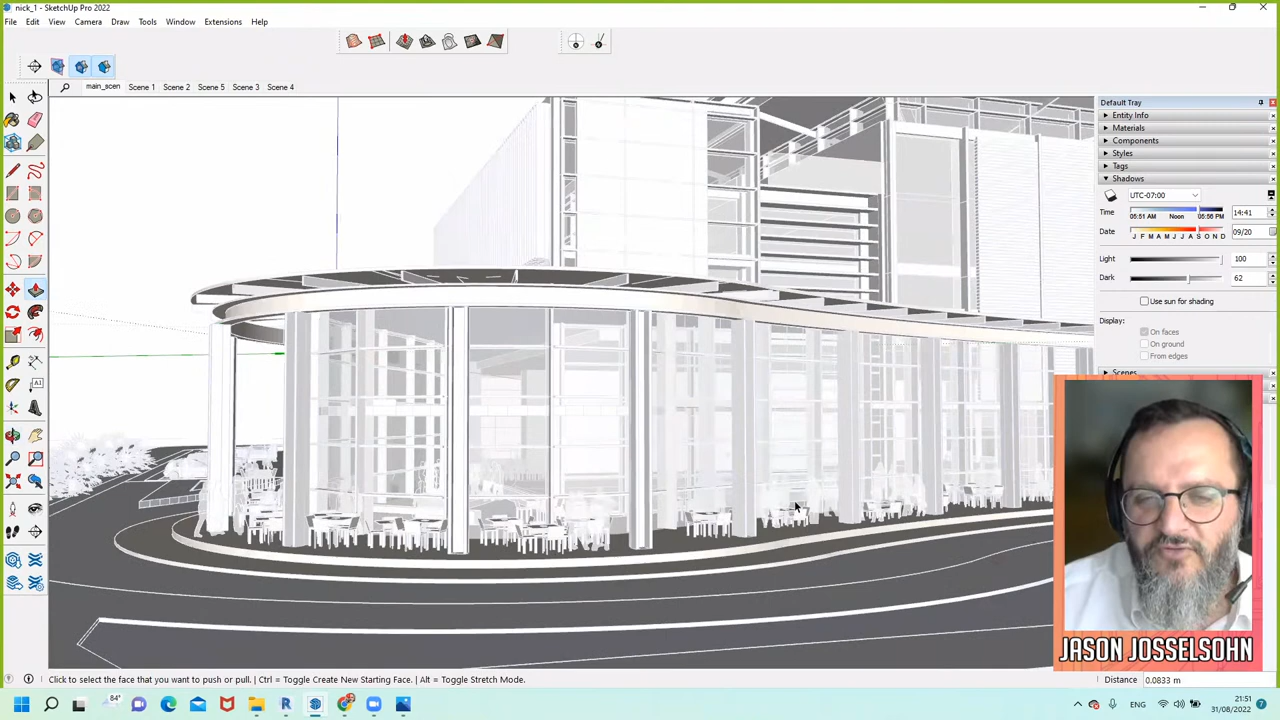 nick_1 - SketchUp Pro 2022
File Edit View Camera Draw Tools Window Extensions Help
main_scen Scene 1 Scene 2 Scene 5 Scene 3 Scene 4
Default Tray
Entity Info
Materials
Components
Styles
Tags
Shadows
UTC-07:00
Time 05:51 AM Noon 05:56 PM 14:41
Date J F M A M J J A S O N D 09/20
Light 100
Dark 62
Use sun for shading
Display:
On faces
On ground
From edges
Scenes
JASON JOSSELSOHN
Select the face that you want to push or pull. | Ctrl = Toggle Create New Starting Face. | Alt = Toggle Stretch Mode.
Distance 0.0833 m
84°
ENG
21:51
31/08/2022